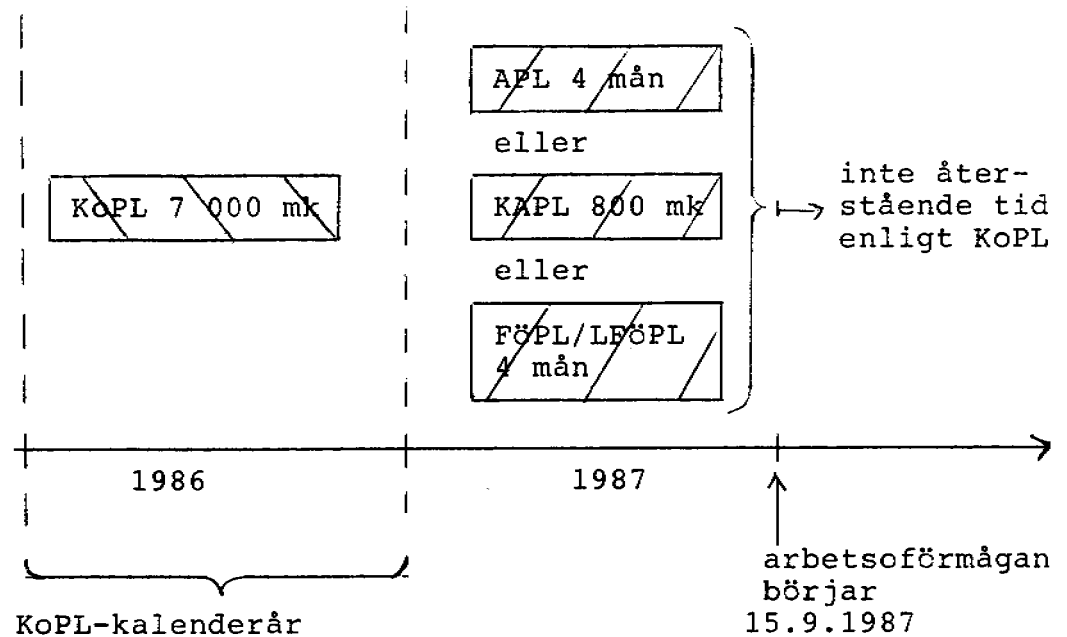 APL 4 mån
eller
KoPL 7 000 mk
KAPL 800 mk
eller
FöPL/LFöPL
4 mån
inte åter-
stående tid
enligt KoPL
1986
1987
arbetsoförmågan
börjar
15.9.1987
KoPL-kalenderår